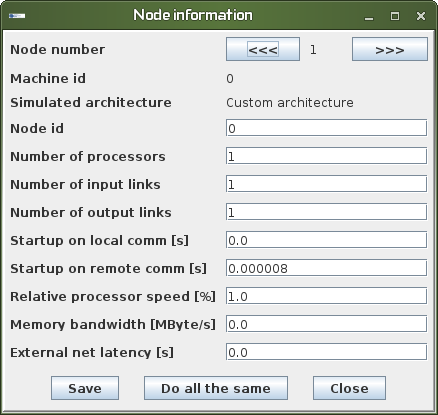 Node information
Node number <<< 1 >>>
Machine id 0
Simulated architecture Custom architecture
Node id 0
Number of processors 1
Number of input links 1
Number of output links 1
Startup on local comm [s] 0.0
Startup on remote comm [s] 0.000008
Relative processor speed [%] 1.0
Memory bandwidth [MByte/s] 0.0
External net latency [s] 0.0
Save Do all the same Close